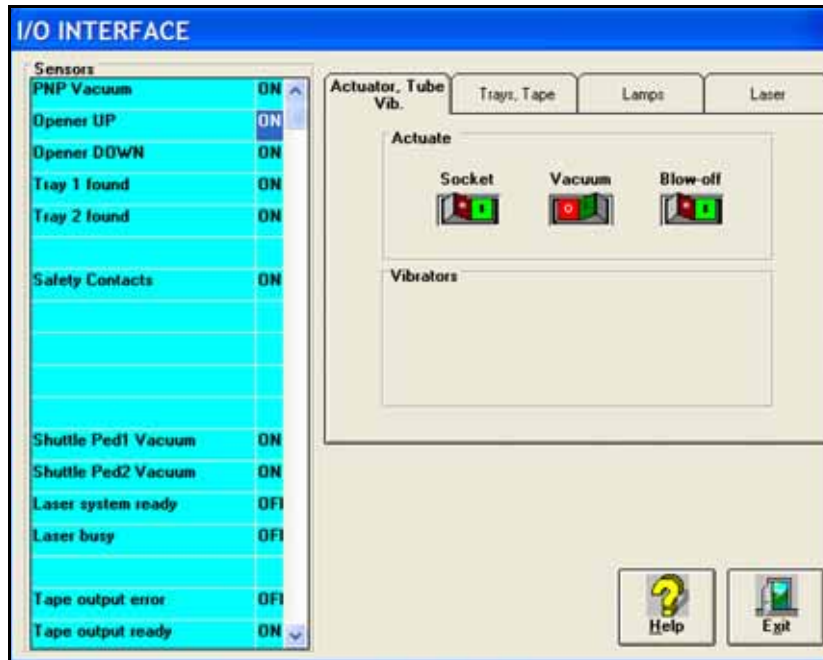 I/O INTERFACE
Sensors
PNP Vacuum ON
Opener UP ON
Opener DOWN ON
Tray 1 found ON
Tray 2 found ON
Safety Contacts ON
Shuttle Ped1 Vacuum ON
Shuttle Ped2 Vacuum ON
Laser system ready OFF
Laser busy OFF
Tape output error OFF
Tape output ready ON
Actuator, Tube
Vib.
Trays, Tape
Lamps
Laser
Actuate
Socket Vacuum Blow-off
Vibrators
Help
Exit